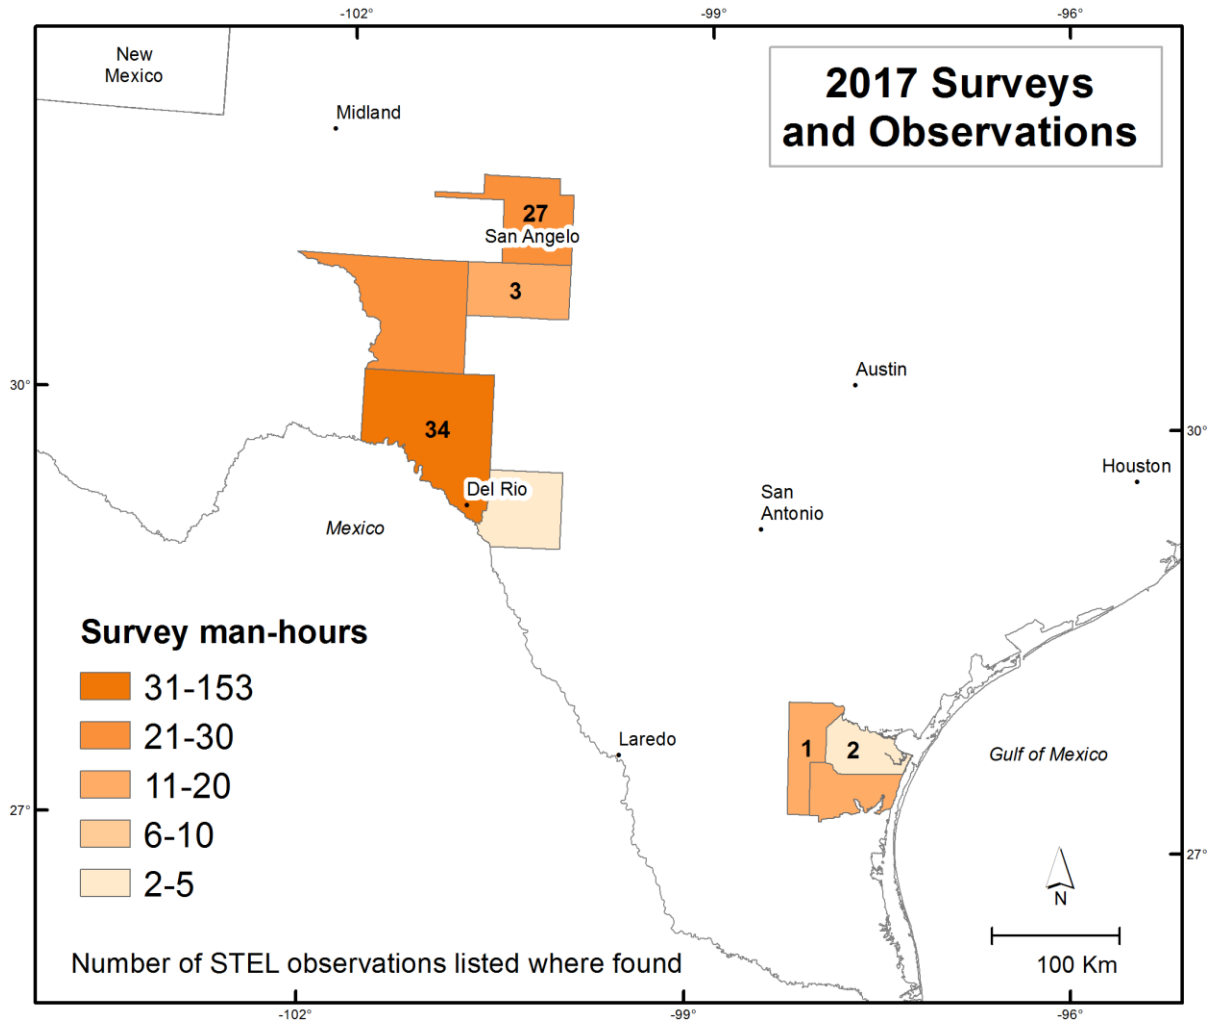 -102°
-99°
-96°
New
Mexico
Midland
2017 Surveys
and Observations
27
San Angelo
3
30°
Austin
30°
34
Houston
Del Rio
San
Antonio
Mexico
Survey man-hours
31-153
21-30
11-20
6-10
2-5
Laredo
1
2
Gulf of Mexico
27°
27°
N
100 Km
Number of STEL observations listed where found
-102°
-99°
-96°